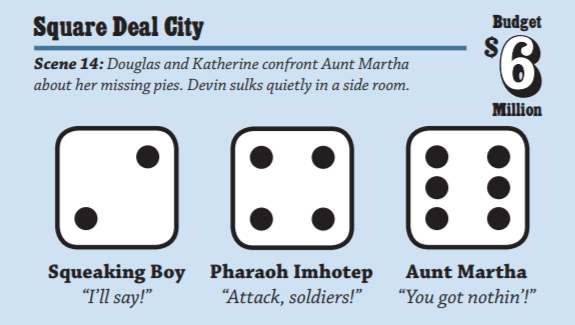 Square Deal City
Budget
$6
Million
Scene 14: Douglas and Katherine confront Aunt Martha
about her missing pies. Devin sulks quietly in a side room.
Squeaking Boy
“I’ll say!”
Pharaoh Imhotep
“Attack, soldiers!”
Aunt Martha
“You got nothin’!”